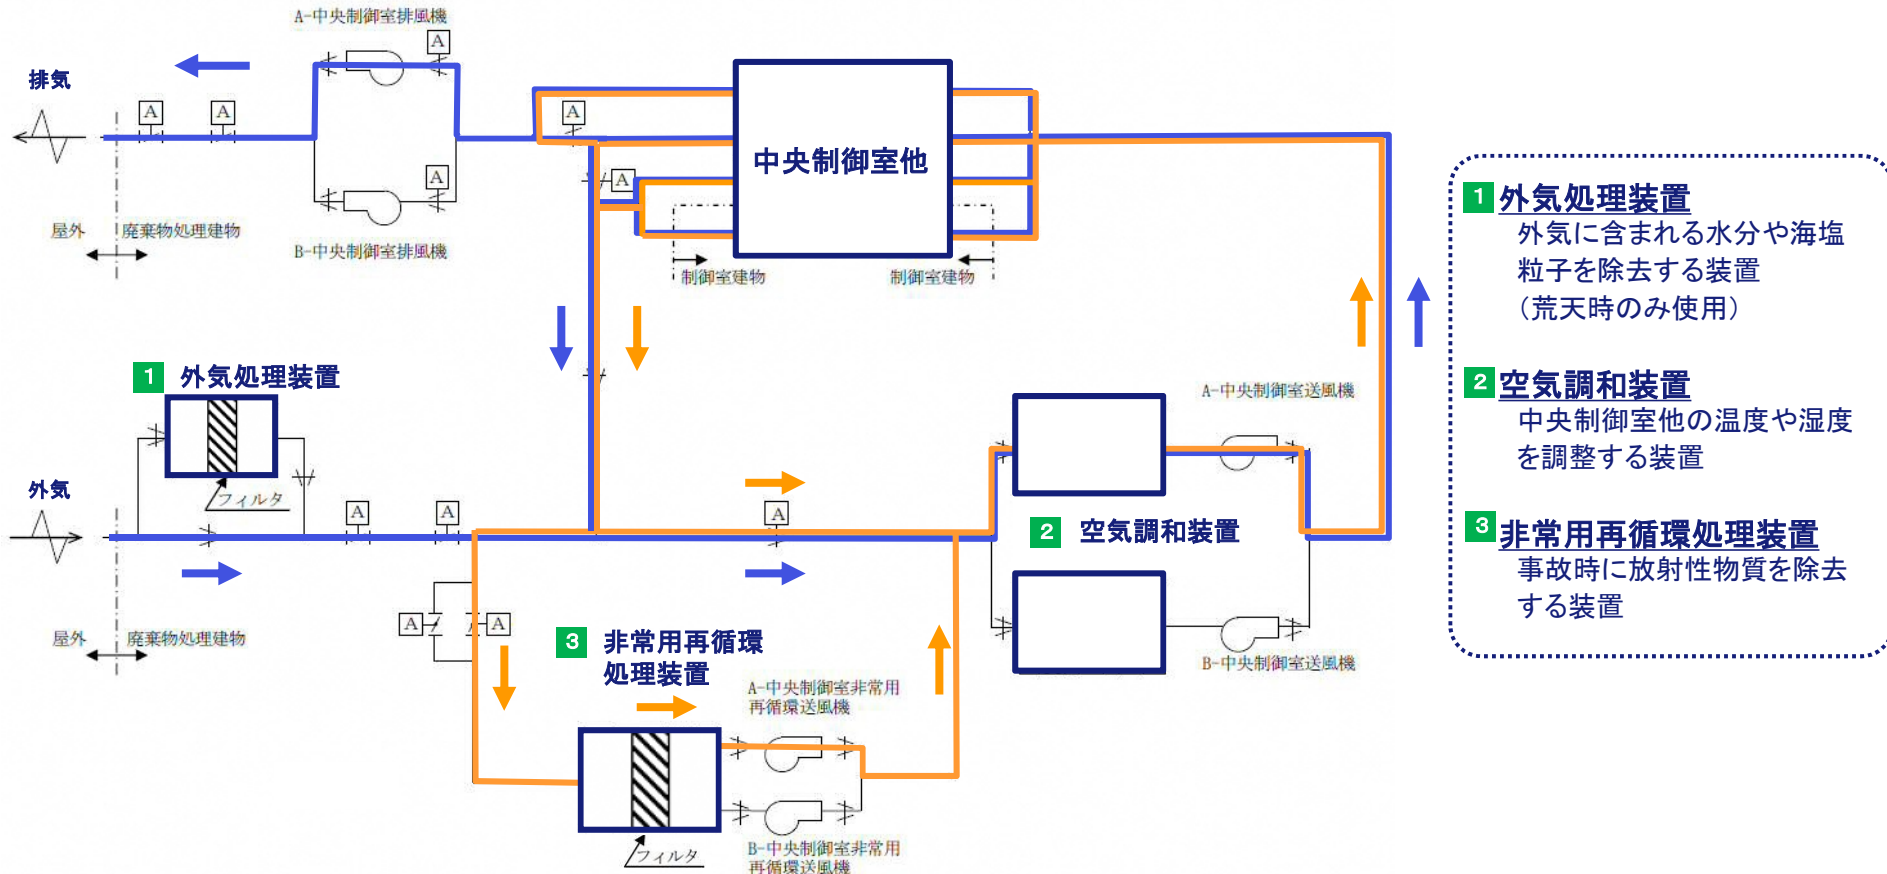 A-中央制御室排風機
A
排気
A
A
A
中央制御室他
A
A
屋外
廃棄物処理建物
B-中央制御室排風機
制御室建物
制御室建物
1 外気処理装置
フィルタ
外気
A
A
A
A-中央制御室送風機
2 空気調和装置
屋外
廃棄物処理建物
A
A
3 非常用再循環
処理装置
B-中央制御室送風機
A-中央制御室非常用
再循環送風機
フィルタ
B-中央制御室非常用
再循環送風機
1 外気処理装置
外気に含まれる水分や海塩
粒子を除去する装置
（荒天時のみ使用）
2 空気調和装置
中央制御室他の温度や湿度
を調整する装置
3 非常用再循環処理装置
事故時に放射性物質を除去
する装置